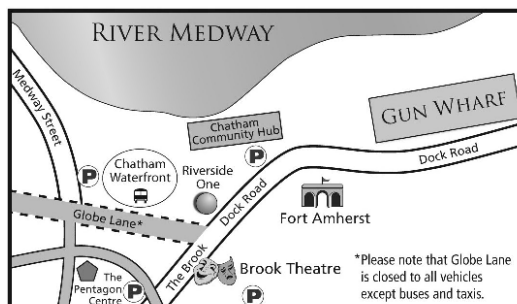 RIVER MEDWAY
Medway Street
GUN WHARF
Chatham
Community Hub
P
Dock Road
P
Chatham
Waterfront
Riverside
One
Dock Road
Fort Amherst
Globe Lane*
The Brook
Brook Theatre
*Please note that Globe Lane
is closed to all vehicles
except buses and taxis.
The
Pentagon
Centre
P
P